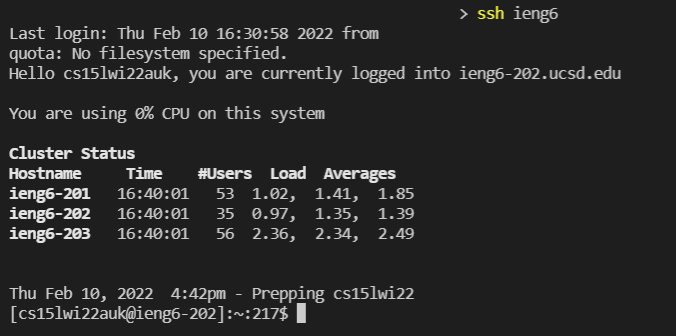 > ssh ieng6
Last login: Thu Feb 10 16:30:58 2022 from
quota: No filesystem specified.
Hello cs15lwi22auk, you are currently logged into ieng6-202.ucsd.edu
You are using 0% CPU on this system
Cluster Status
Hostname     Time    #Users  Load  Averages
ieng6-201   16:40:01   53  1.02,  1.41,  1.85
ieng6-202   16:40:01   35  0.97,  1.35,  1.39
ieng6-203   16:40:01   56  2.36,  2.34,  2.49
Thu Feb 10, 2022  4:42pm - Prepping cs15lwi22
[cs15lwi22auk@ieng6-202]:~:217$